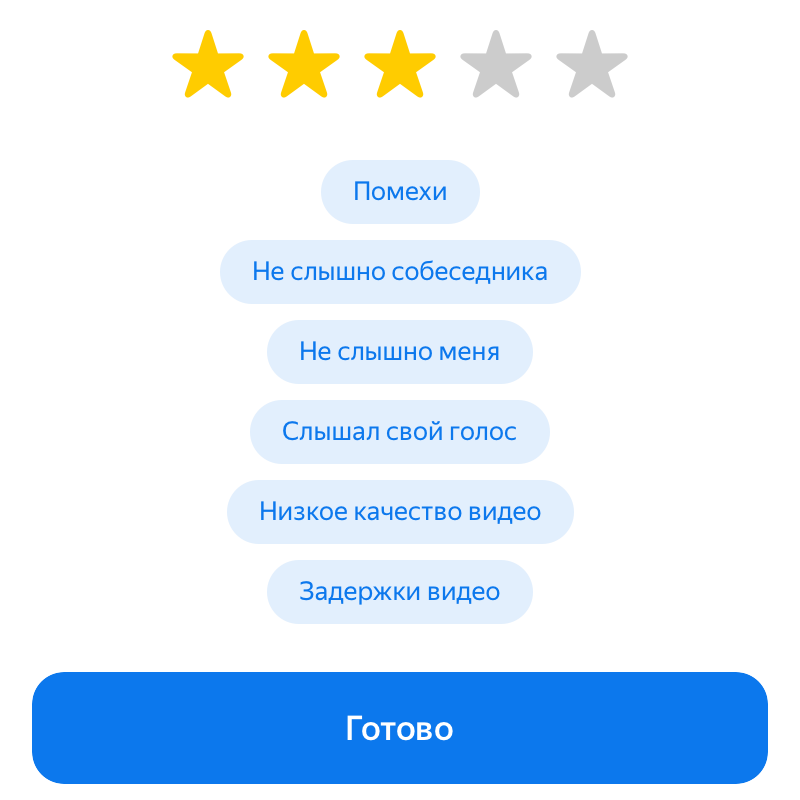 Помехи
Не слышно собеседника
Не слышно меня
Слышал свой голос
Низкое качество видео
Задержки видео
Готово